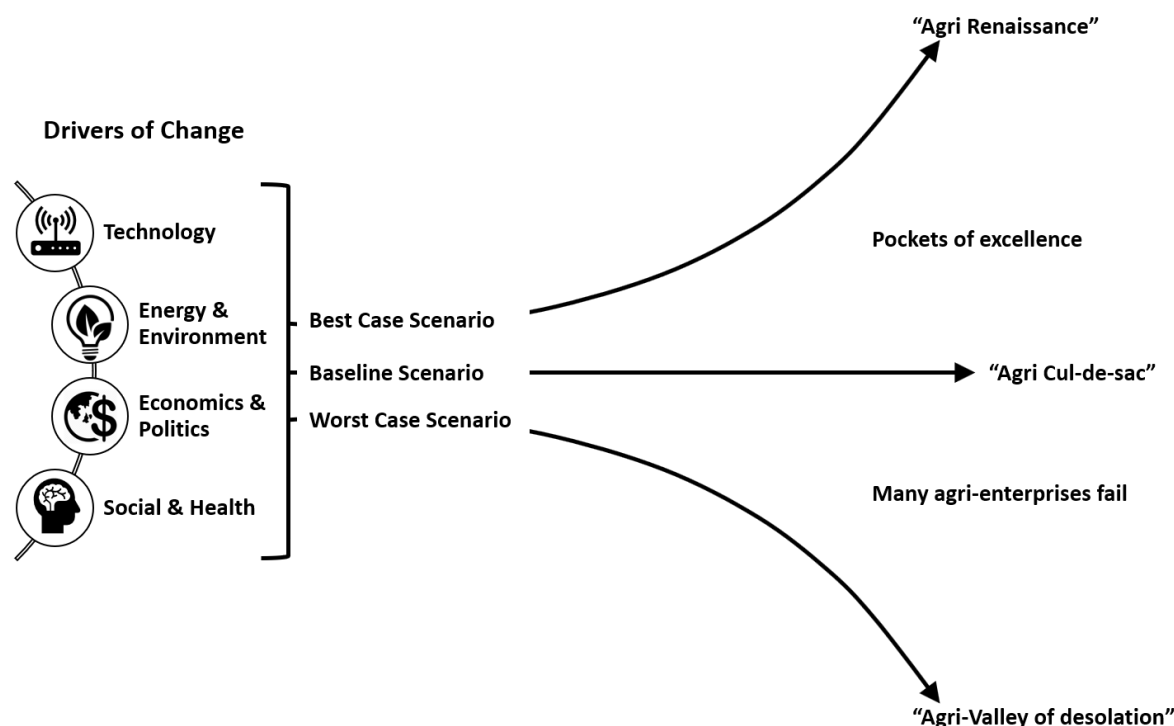 “Agri Renaissance”
Drivers of Change
Technology
Pockets of excellence
Energy &
Environment
Best Case Scenario
Baseline Scenario
“Agri Cul-de-sac”
Economics &
Politics
Worst Case Scenario
Many agri-enterprises fail
Social & Health
“Agri-Valley of desolation”